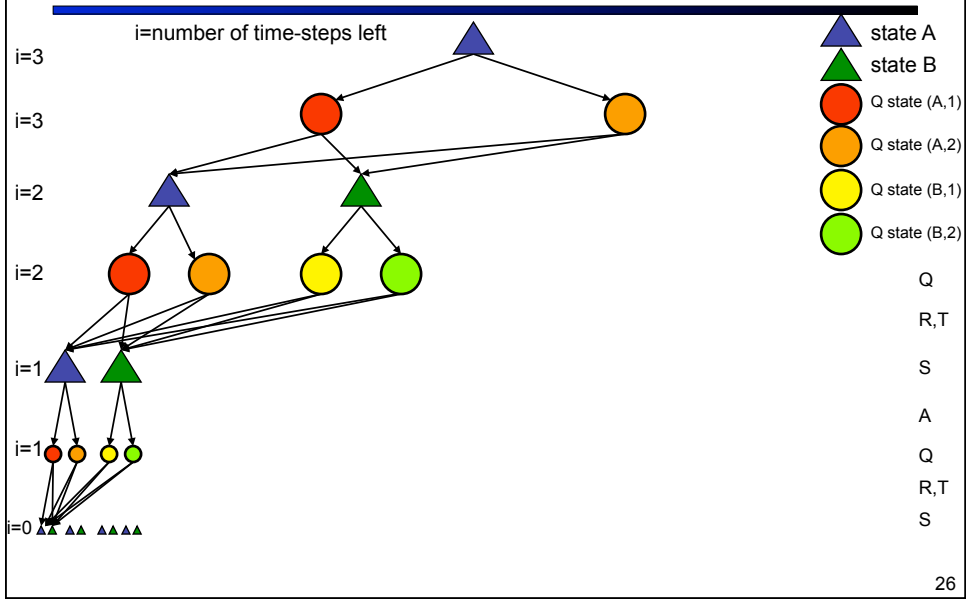 i=number of time-steps left
state A
i=3
state B
Q state (A,1)
i=3
Q state (A,2)
i=2
Q state (B,1)
Q state (B,2)
i=2
Q
R,T
i=1
S
A
i=1
Q
R,T
i=0
S
26